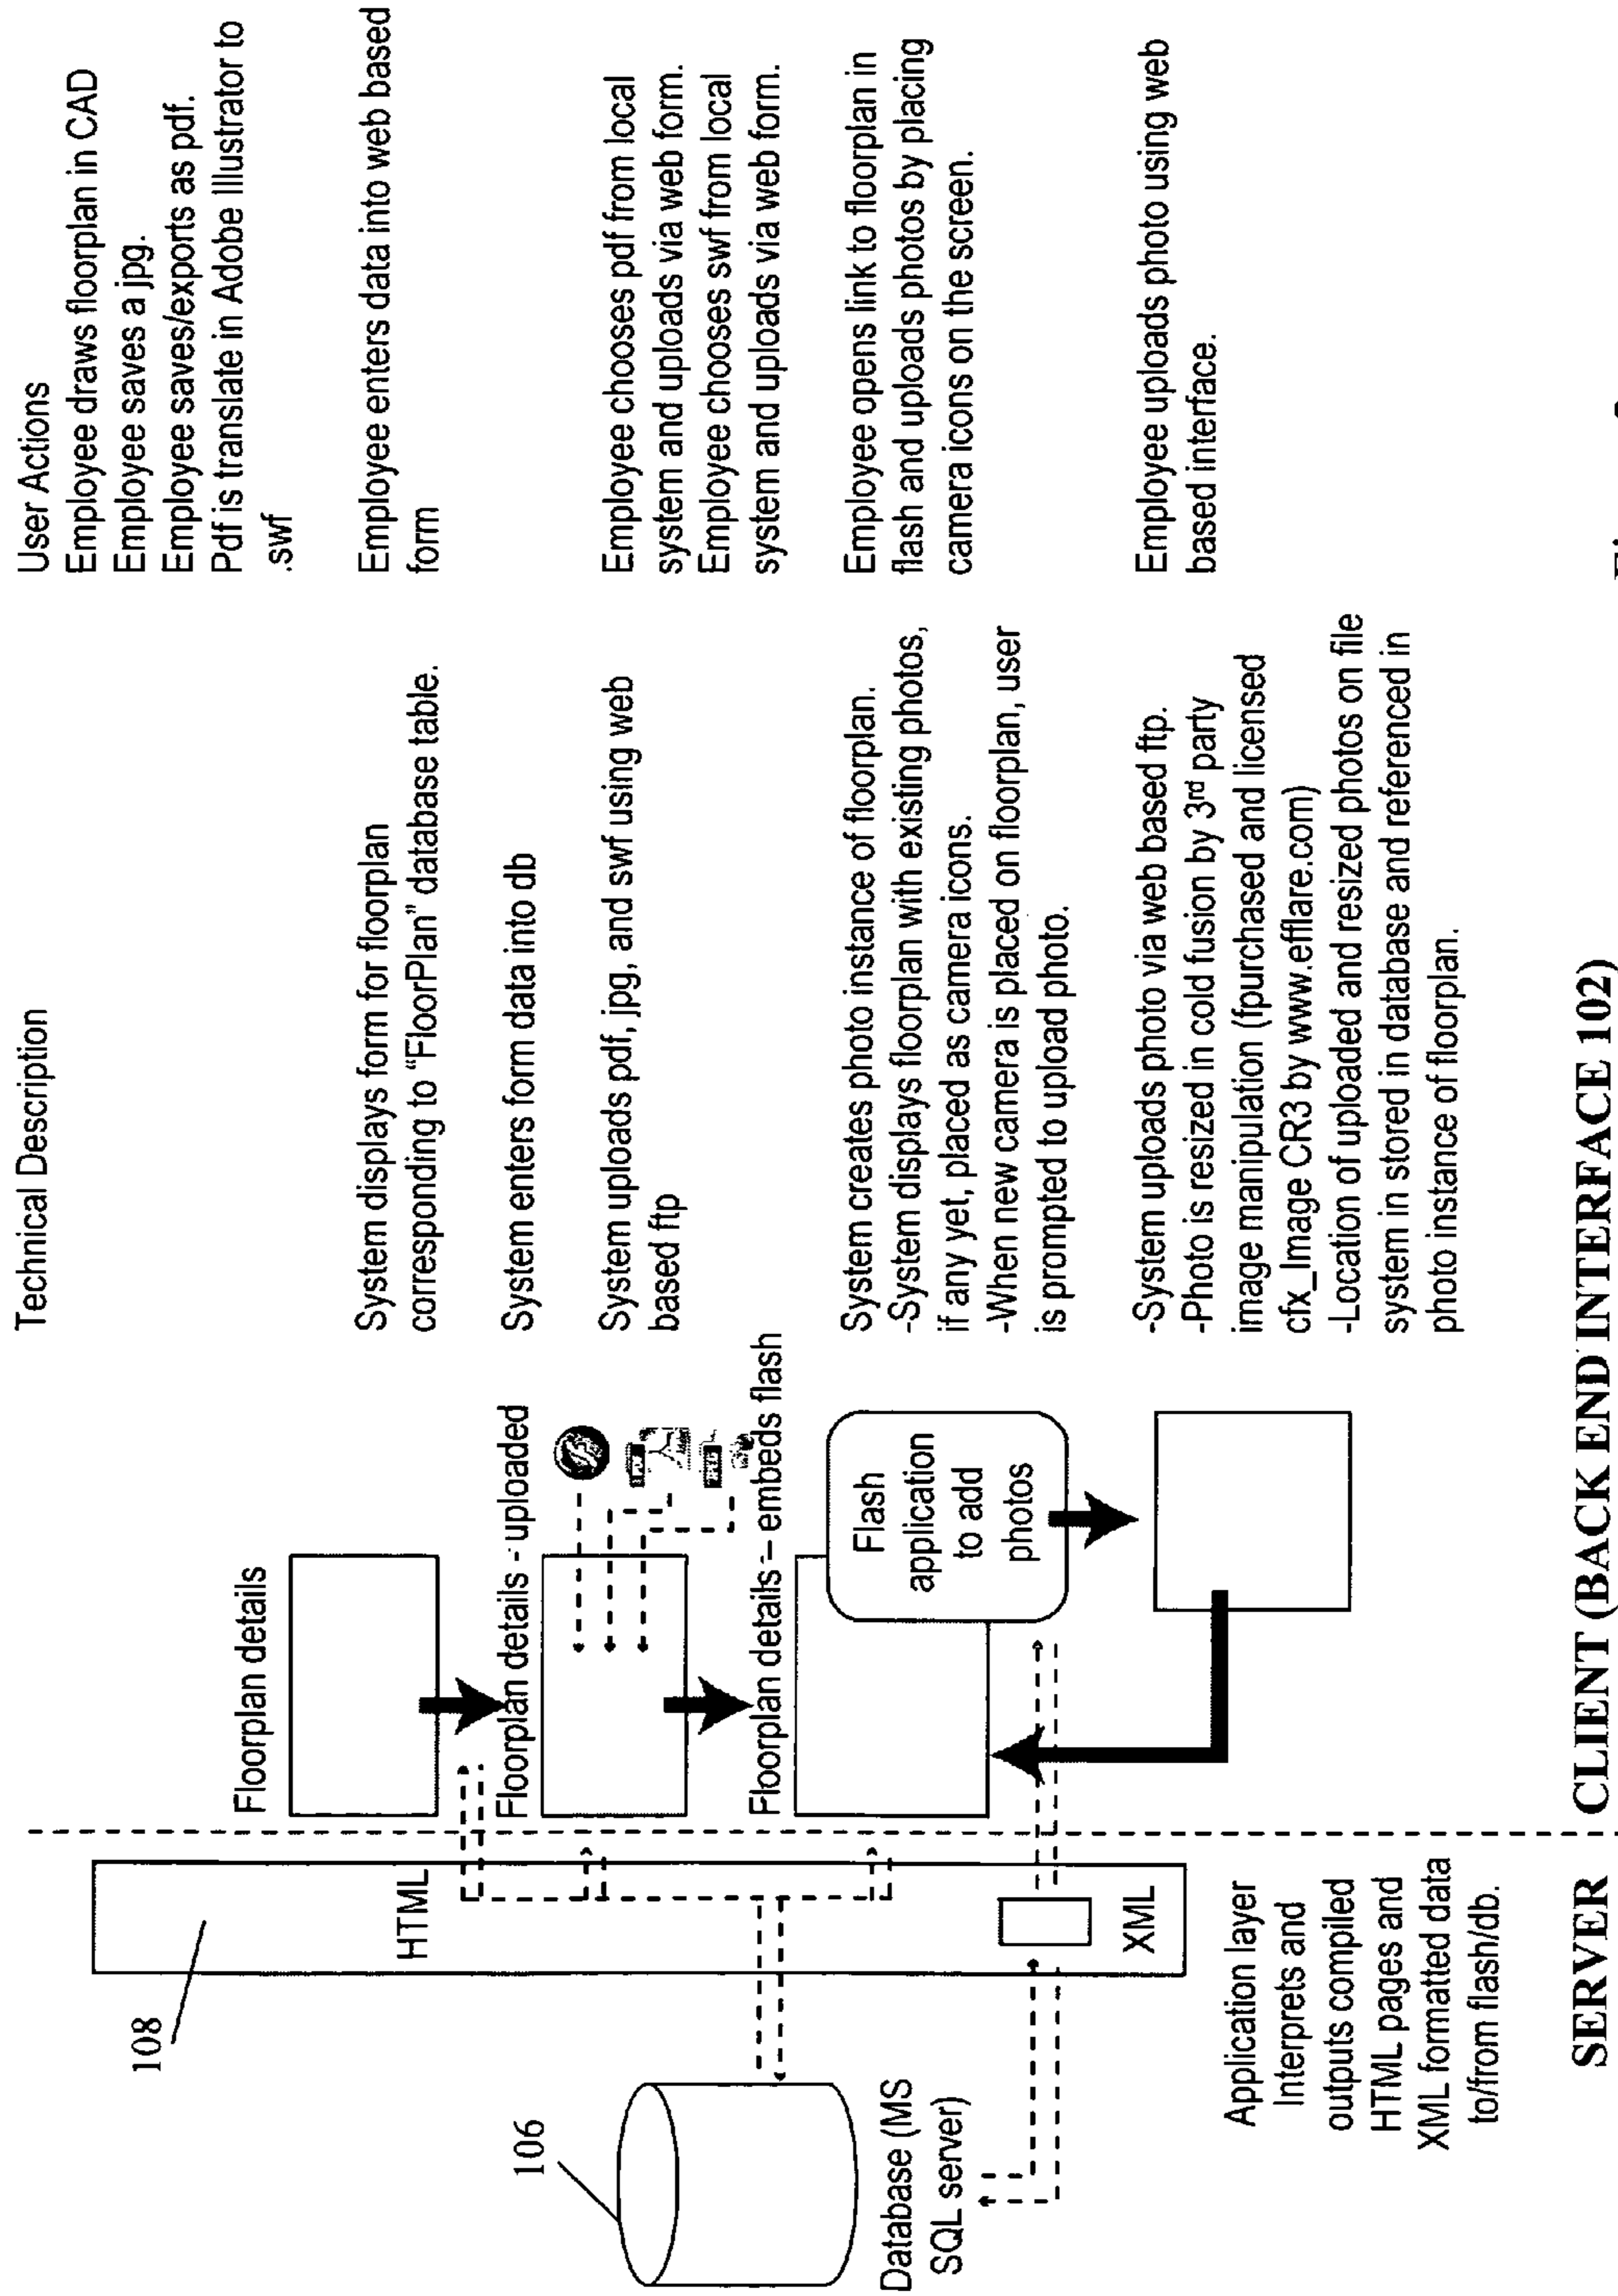 108
106
Database (MS
SQL server)
HTML
XML
Application layer
Interprets and
outputs compiled
HTML pages and
XML formatted data
to/from flash/db.
SERVER
Floorplan details
Floorplan details - uploaded
Floorplan details – embeds flash
Flash
application
to add
photos
CLIENT (BACK END INTERFACE 102)
Technical Description
System displays form for floorplan
corresponding to “FloorPlan” database table.
System enters form data into db
System uploads pdf, jpg, and swf using web
based ftp
System creates photo instance of floorplan.
-System displays floorplan with existing photos,
if any yet, placed as camera icons.
-When new camera is placed on floorplan, user
is prompted to upload photo.
-System uploads photo via web based ftp.
-Photo is resized in cold fusion by 3rd party
image manipulation (fpurchased and licensed
cfx_Image CR3 by www.efflare.com)
-Location of uploaded and resized photos on file
system in stored in database and referenced in
photo instance of floorplan.
User Actions
Employee draws floorplan in CAD
Employee saves a jpg.
Employee saves/exports as pdf.
Pdf is translate in Adobe Illustrator to
.swf
Employee enters data into web based
form
Employee chooses pdf from local
system and uploads via web form.
Employee chooses swf from local
system and uploads via web form.
Employee opens link to floorplan in
flash and uploads photos by placing
camera icons on the screen.
Employee uploads photo using web
based interface.